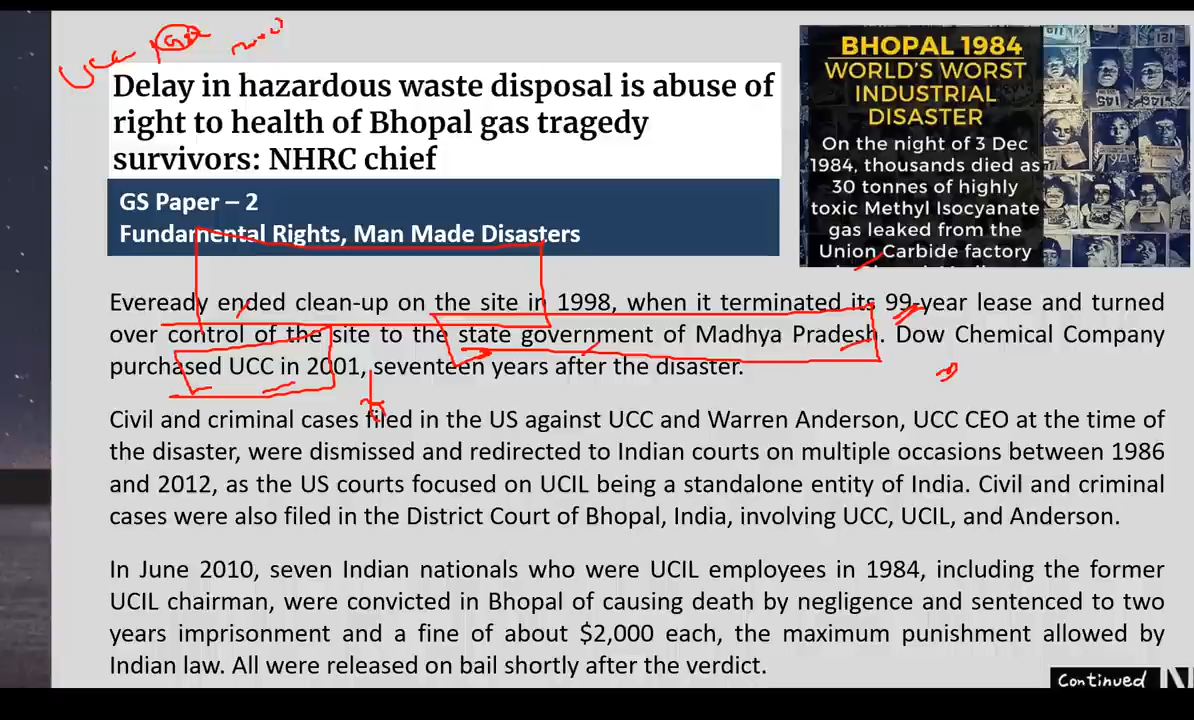 UCC
Delay in hazardous waste disposal is abuse of
right to health of Bhopal gas tragedy
survivors: NHRC chief
GS Paper – 2
Fundamental Rights, Man Made Disasters
BHOPAL 1984
WORLD'S WORST
INDUSTRIAL
DISASTER
On the night of 3 Dec
1984, thousands died as
30 tonnes of highly
toxic Methyl Isocyanate
gas leaked from the
Union Carbide factory
Eveready ended clean-up on the site in 1998, when it terminated its 99-year lease and turned
over control of the site to the state government of Madhya Pradesh. Dow Chemical Company
purchased UCC in 2001, seventeen years after the disaster.
Civil and criminal cases filed in the US against UCC and Warren Anderson, UCC CEO at the time of
the disaster, were dismissed and redirected to Indian courts on multiple occasions between 1986
and 2012, as the US courts focused on UCIL being a standalone entity of India. Civil and criminal
cases were also filed in the District Court of Bhopal, India, involving UCC, UCIL, and Anderson.
In June 2010, seven Indian nationals who were UCIL employees in 1984, including the former
UCIL chairman, were convicted in Bhopal of causing death by negligence and sentenced to two
years imprisonment and a fine of about $2,000 each, the maximum punishment allowed by
Indian law. All were released on bail shortly after the verdict.
Continued